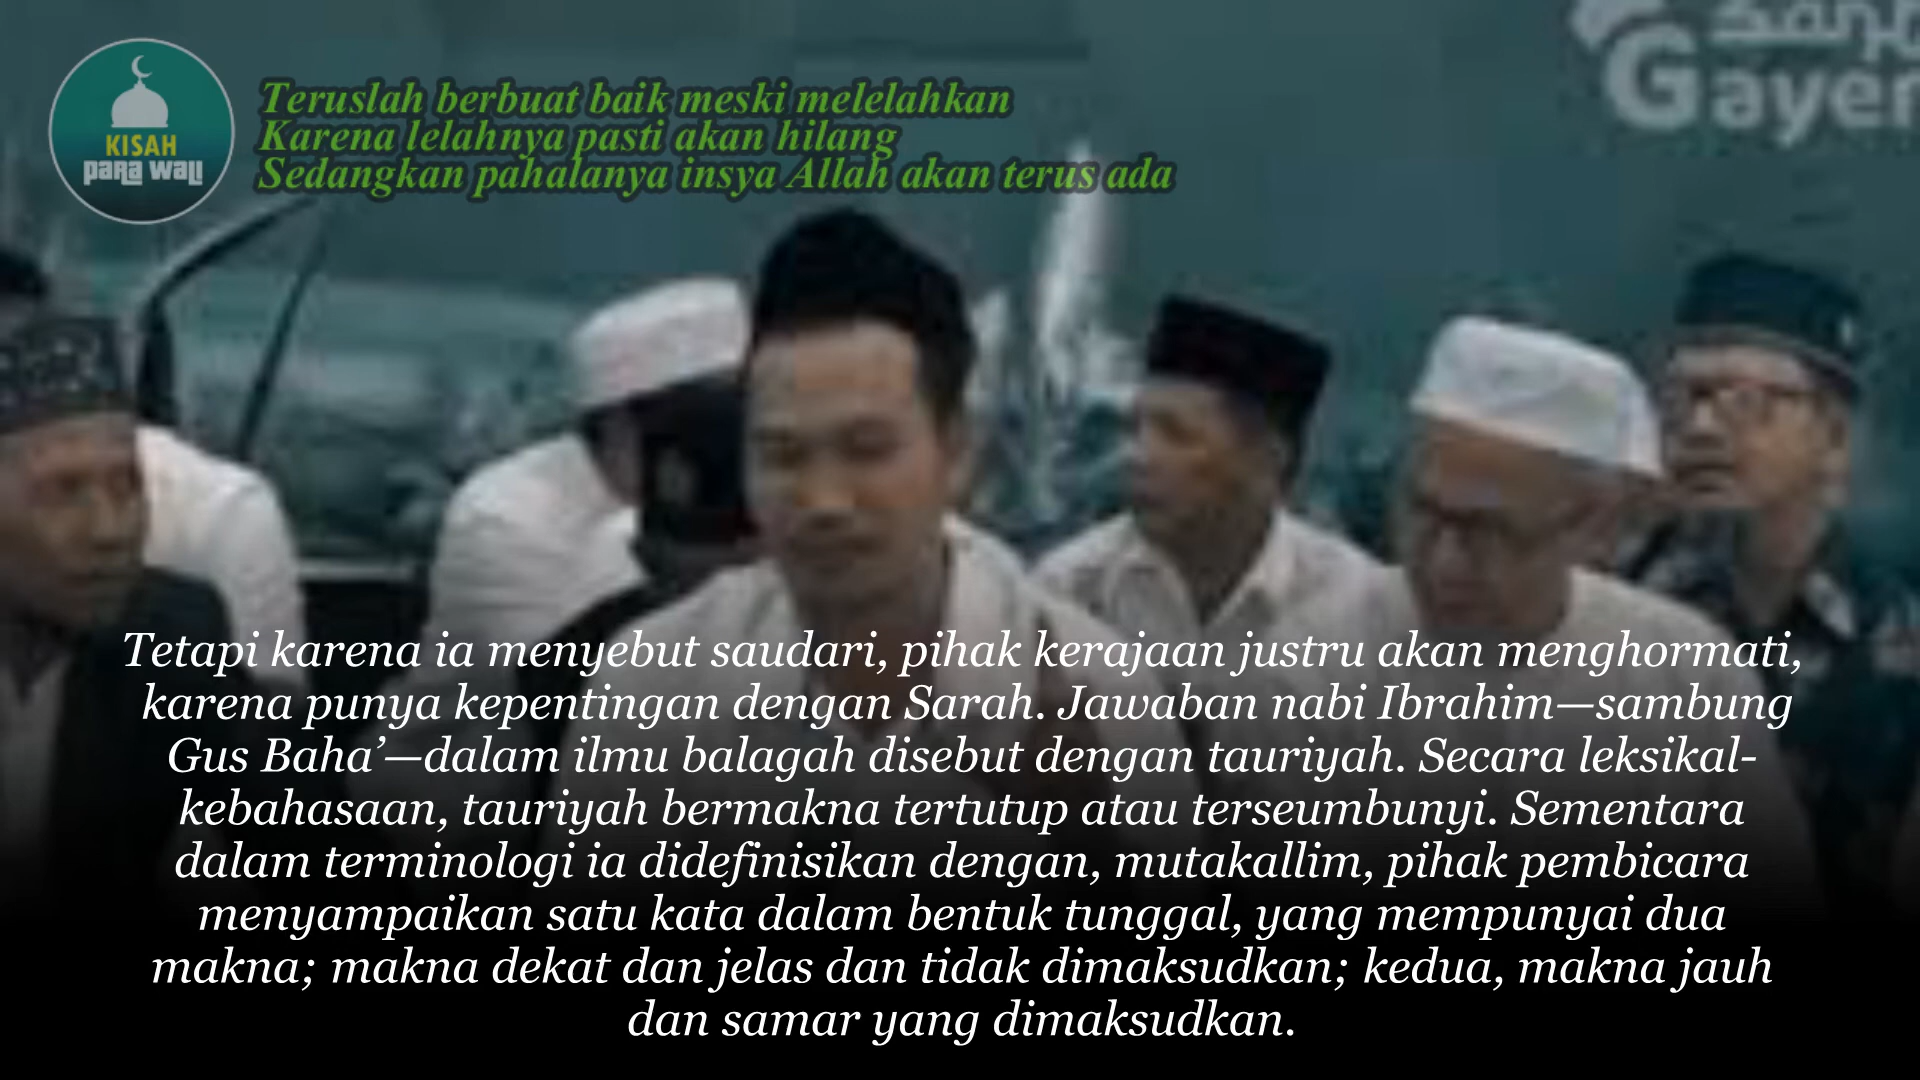 KISAH
PARA WALI
Teruslah berbuat baik meski melelahkan
Karena lelahnya pasti akan hilang
Sedangkan pahalanya insya Allah akan terus ada
Gayen
Tetapi karena ia menyebut saudari, pihak kerajaan justru akan menghormati,
karena punya kepentingan dengan Sarah. Jawaban nabi Ibrahim—sambung
Gus Baha’—dalam ilmu balagah disebut dengan tauriyah. Secara leksikal-
kebahasaan, tauriyah bermakna tertutup atau terseumbunyi. Sementara
dalam terminologi ia didefinisikan dengan, mutakallim, pihak pembicara
menyampaikan satu kata dalam bentuk tunggal, yang mempunyai dua
makna; makna dekat dan jelas dan tidak dimaksudkan; kedua, makna jauh
dan samar yang dimaksudkan.